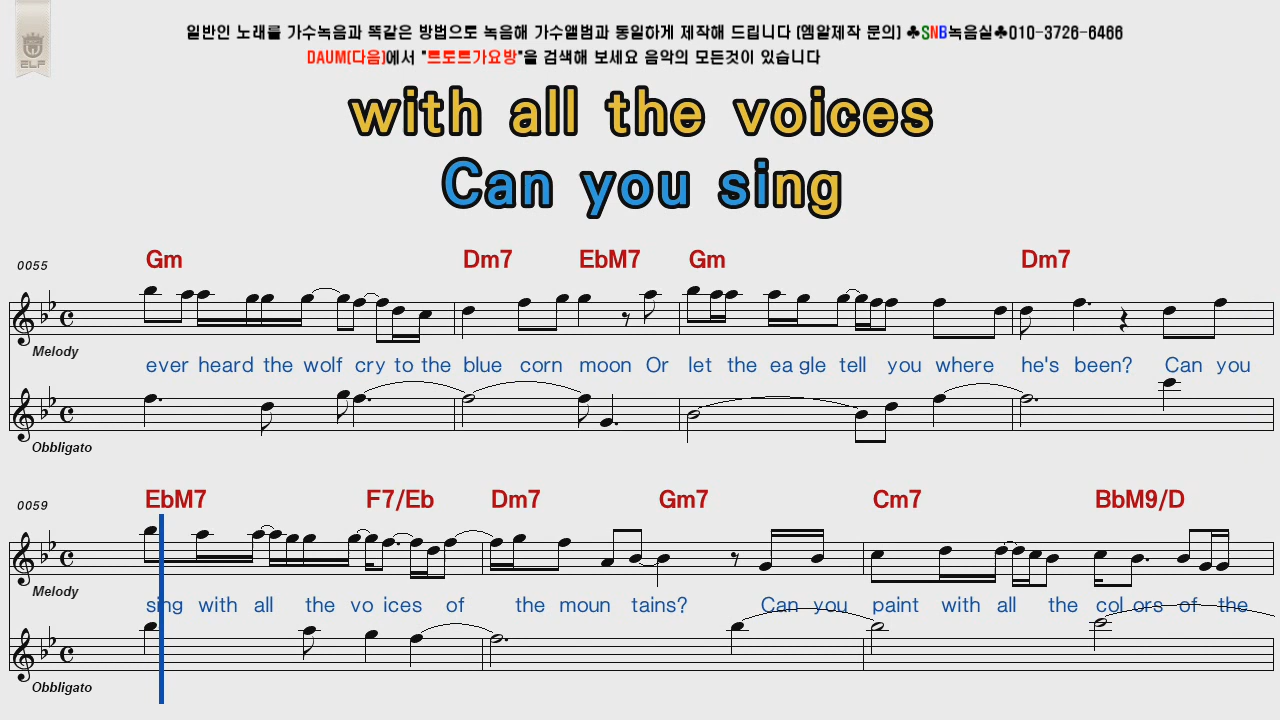 일반인 노래를 가수녹음과 똑같은 방법으로 녹음해 가수앨범과 동일하게 제작해 드립니다 (엠알제작 문의) ♣SNB녹음실♣010-3726-6466
DAUM(다음)에서 "트로트가요방"을 검색해 보세요 음악의 모든것이 있습니다
ELF
with all the voices
Can you sing
0055
Gm Dm7 EbM7 Gm Dm7
Melody
ever heard the wolf cry to the blue corn moon Or let the ea gle tell you where he's been? Can you
Obbligato
0059
EbM7 F7/Eb Dm7 Gm7 Cm7 BbM9/D
Melody
sing with all the vo ices of the moun tains? Can you paint with all the col ors of the
Obbligato